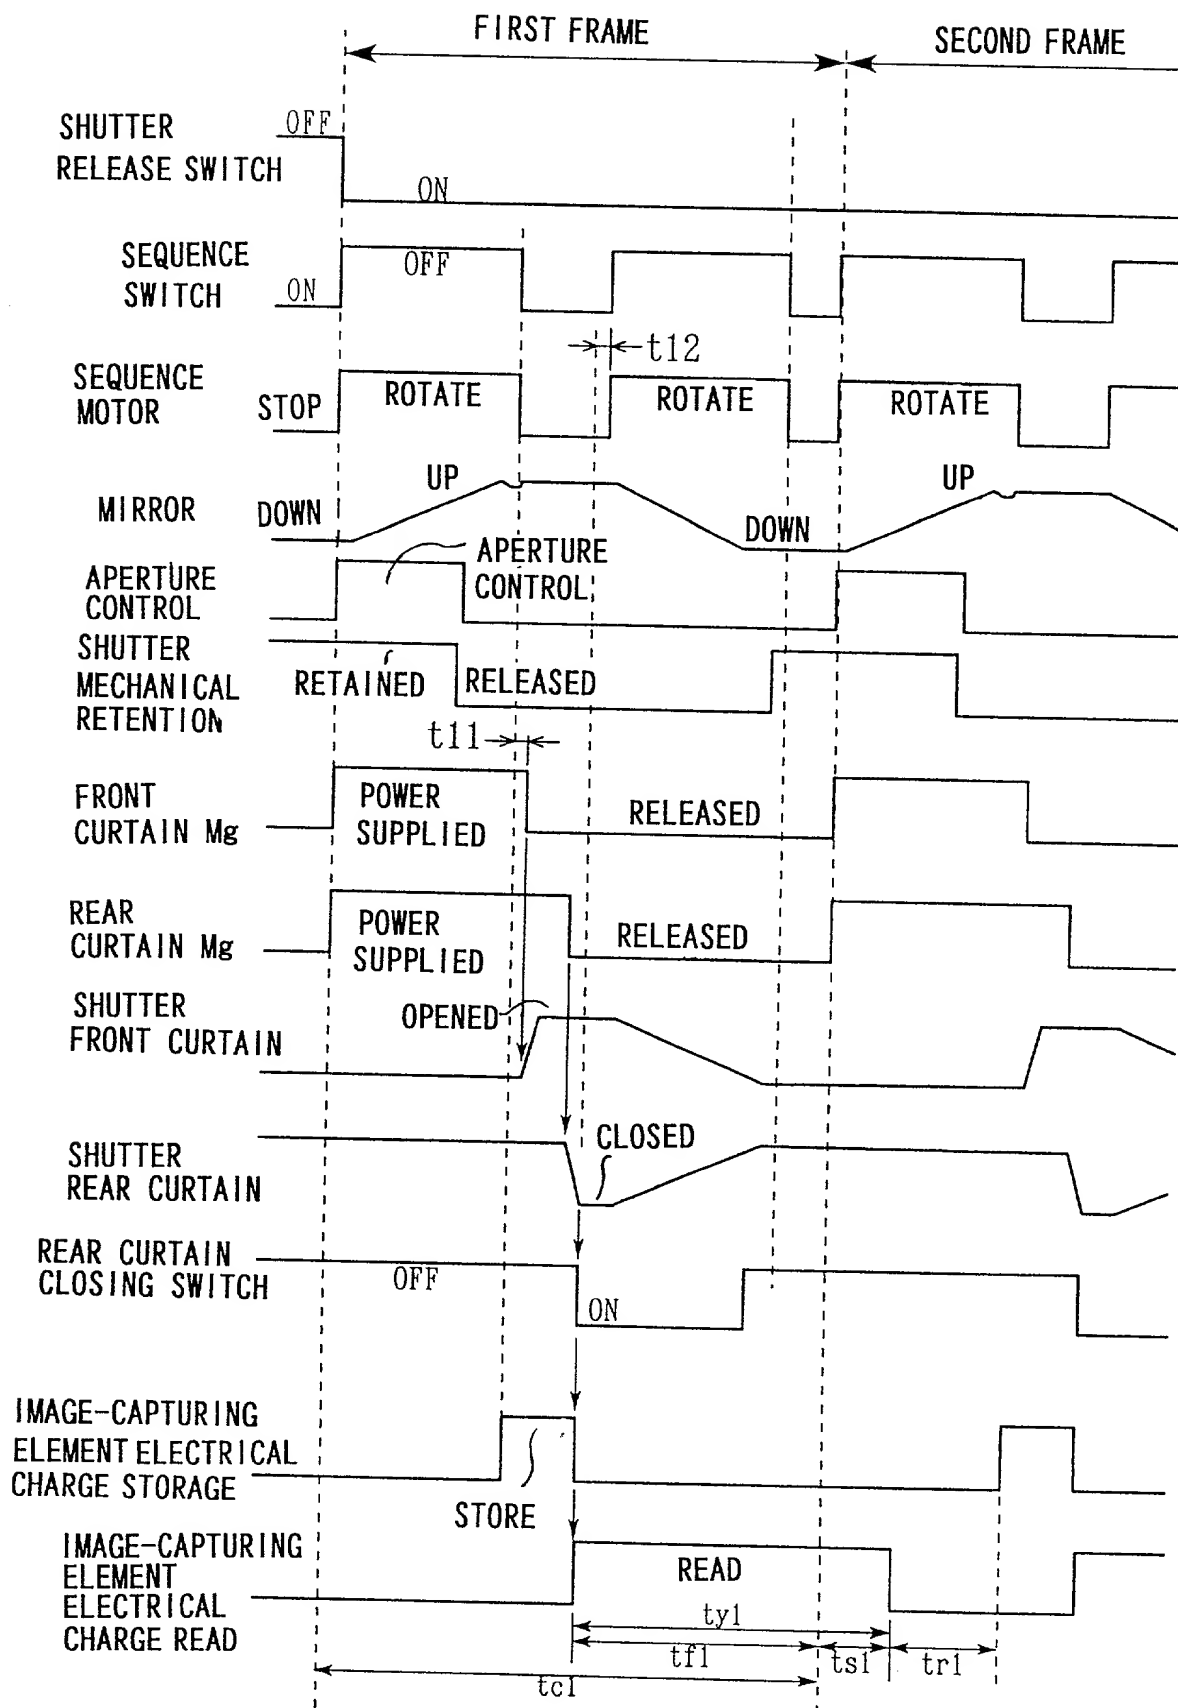 FIRST FRAME
SECOND FRAME
SHUTTER
RELEASE SWITCH
OFF
ON
SEQUENCE
SWITCH
ON
OFF
t12
SEQUENCE
MOTOR
STOP
ROTATE
ROTATE
ROTATE
MIRROR
DOWN
UP
DOWN
UP
APERTURE
CONTROL
APERTURE
CONTROL
SHUTTER
MECHANICAL
RETENTION
RETAINED
RELEASED
t11
FRONT
CURTAIN Mg
POWER
SUPPLIED
RELEASED
REAR
CURTAIN Mg
POWER
SUPPLIED
RELEASED
SHUTTER
FRONT CURTAIN
OPENED
SHUTTER
REAR CURTAIN
CLOSED
REAR CURTAIN
CLOSING SWITCH
OFF
ON
IMAGE-CAPTURING
ELEMENT ELECTRICAL
CHARGE STORAGE
STORE
IMAGE-CAPTURING
ELEMENT
ELECTRICAL
CHARGE READ
READ
ty1
tf1
ts1
tr1
tc1